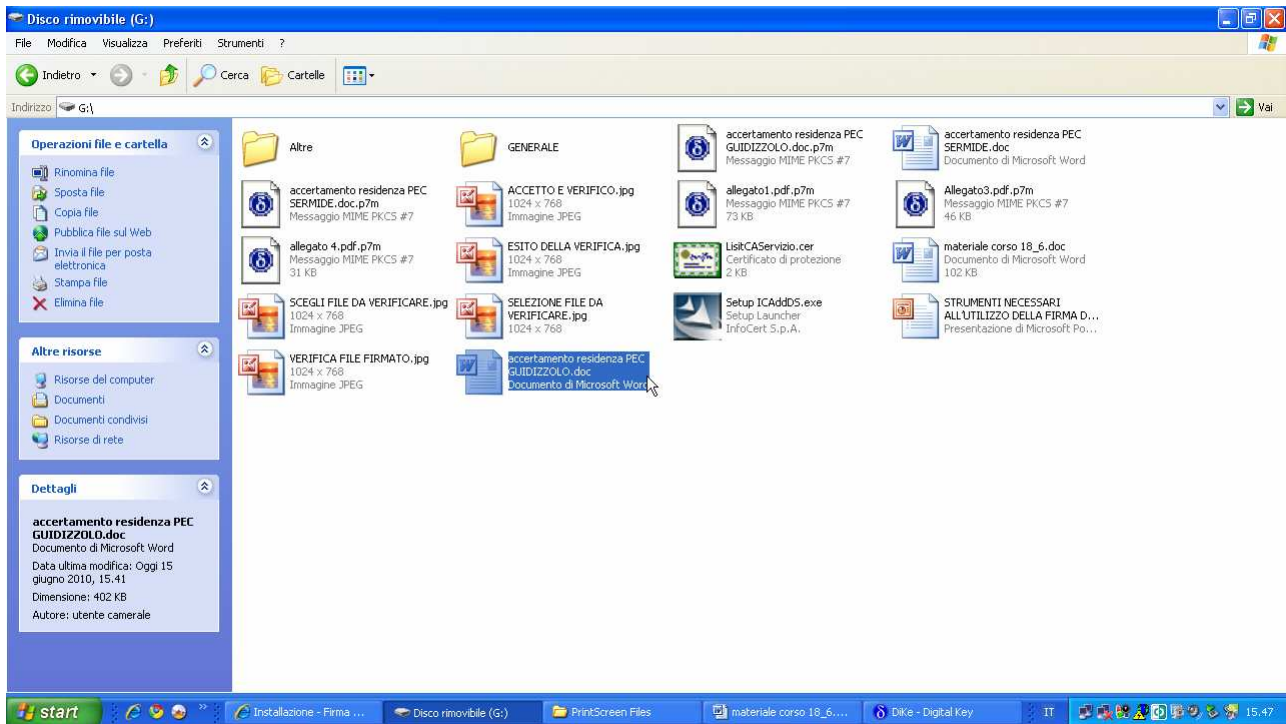 Disco rimovibile (G:)
File Modifica Visualizza Preferiti Strumenti ?
Indietro Cerca Cartelle
Indirizzo G:\ Vai
Operazioni file e cartella
Rinomina file
Sposta file
Copia file
Pubblica file sul Web
Invia il file per posta
elettronica
Stampa file
Elimina file
Altre risorse
Risorse del computer
Documenti
Documenti condivisi
Risorse di rete
Dettagli
accertamento residenza PEC
GUIDIZZOLO.doc
Documento di Microsoft Word
Data ultima modifica: Oggi 15
giugno 2010, 15.41
Dimensione: 402 KB
Autore: utente camerale
Altre
GENERALE
accertamento residenza PEC
GUIDIZZOLO.doc.p7m
Messaggio MIME PKCS #7
accertamento residenza PEC
SERMIDE.doc
Documento di Microsoft Word
accertamento residenza PEC
SERMIDE.doc.p7m
Messaggio MIME PKCS #7
ACCETTO E VERIFICO.jpg
1024 x 768
Immagine JPEG
allegato1.pdf.p7m
Messaggio MIME PKCS #7
73 KB
Allegato3.pdf.p7m
Messaggio MIME PKCS #7
46 KB
allegato 4.pdf.p7m
Messaggio MIME PKCS #7
31 KB
ESITO DELLA VERIFICA.jpg
1024 x 768
Immagine JPEG
LisitCAServizio.cer
Certificato di protezione
2 KB
materiale corso 18_6.doc
Documento di Microsoft Word
102 KB
SCEGLI FILE DA VERIFICARE.jpg
1024 x 768
Immagine JPEG
SELEZIONE FILE DA
VERIFICARE.jpg
1024 x 768
Setup ICAddDS.exe
Setup Launcher
InfoCert S.p.A.
STRUMENTI NECESSARI
ALL'UTILIZZO DELLA FIRMA D...
Presentazione di Microsoft Po...
VERIFICA FILE FIRMATO.jpg
1024 x 768
Immagine JPEG
accertamento residenza PEC
GUIDIZZOLO.doc
Documento di Microsoft Word
start Installazione - Firma ... Disco rimovibile (G:) PrintScreen Files materiale corso 18_6.... DiKe - Digital Key IT 15.47